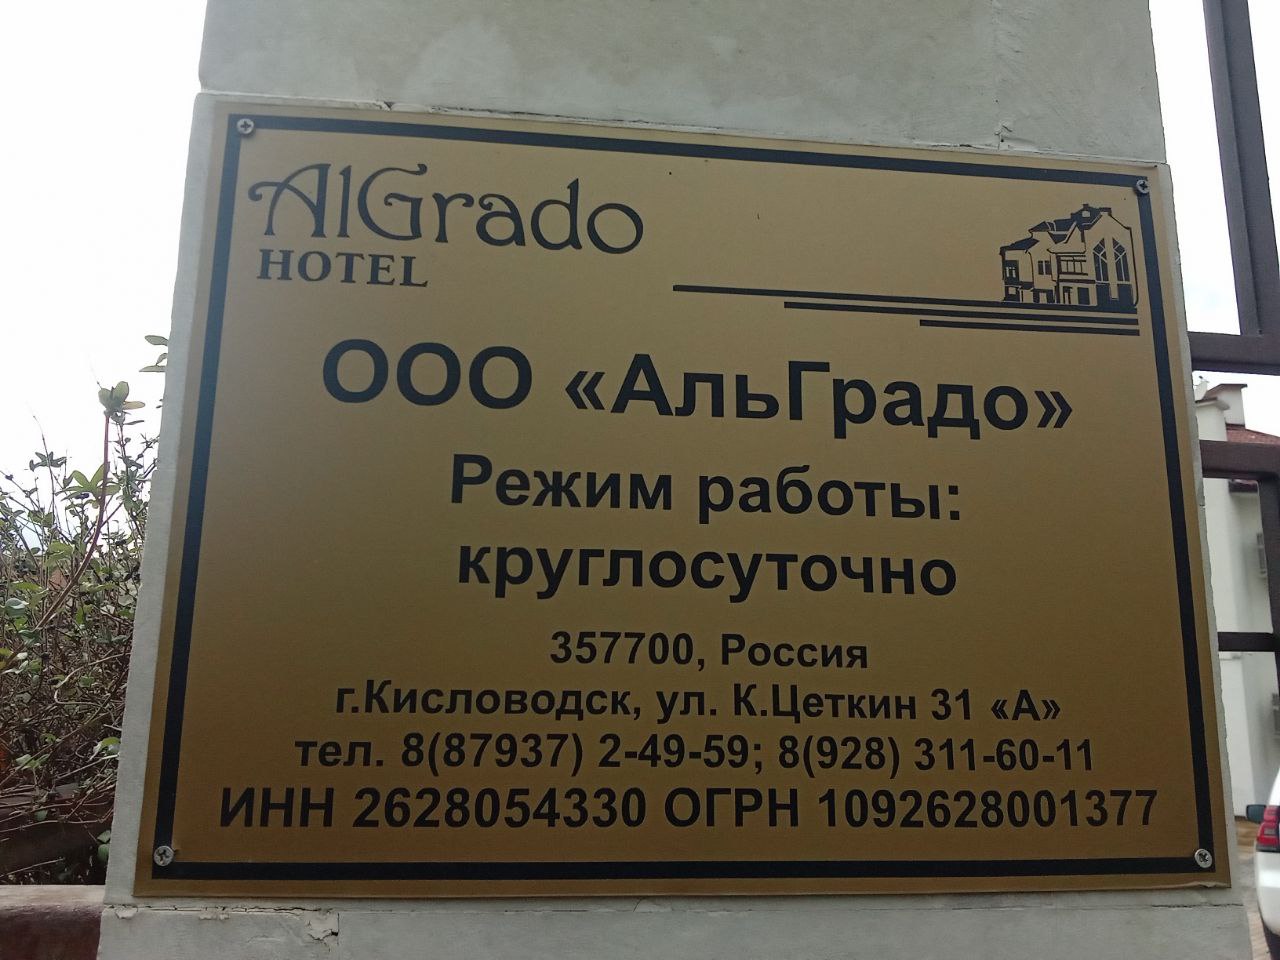 AlGrado
HOTEL
ООО «АльГрадо»
Режим работы:
круглосуточно
357700, Россия
г.Кисловодск, ул. К.Цеткин 31 «А»
тел. 8(87937) 2-49-59; 8(928) 311-60-11
ИНН 2628054330 ОГРН 1092628001377